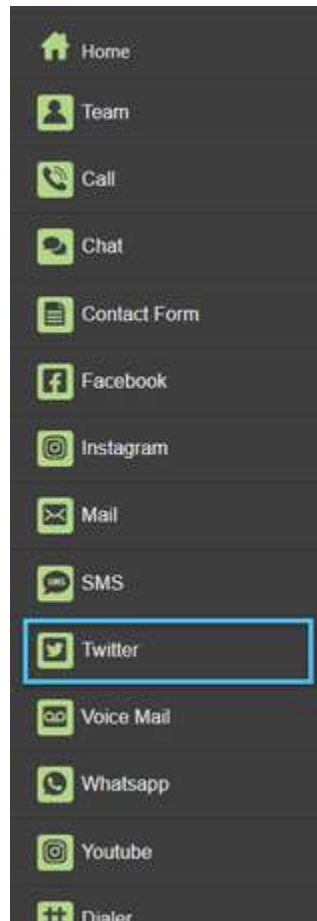 Home
Team
Call
Chat
Contact Form
Facebook
Instagram
Mail
SMS
Twitter
Voice Mail
Whatsapp
Youtube
Dialer